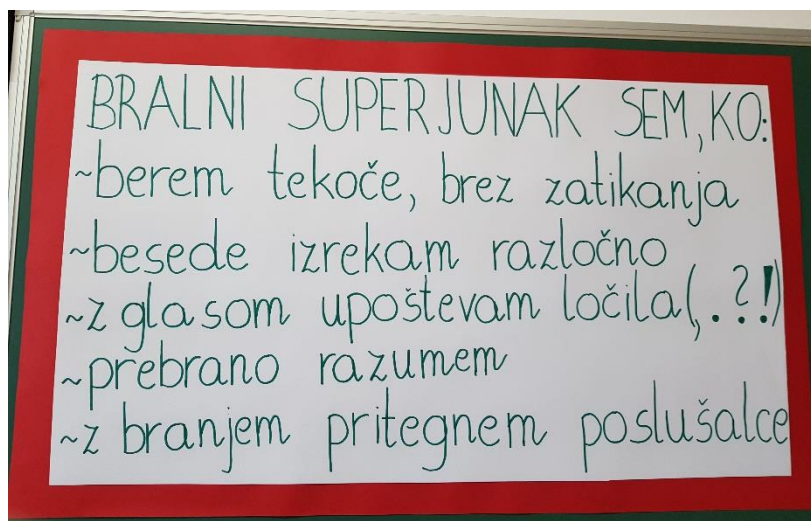 BRALNI SUPERJUNAK SEM, KO:
~berem tekoče, brez zatikanja
~besede izrekam razločno
~z glasom upoštevam ločila(,.?!)
~prebrano razumem
~z branjem pritegnem poslušalce